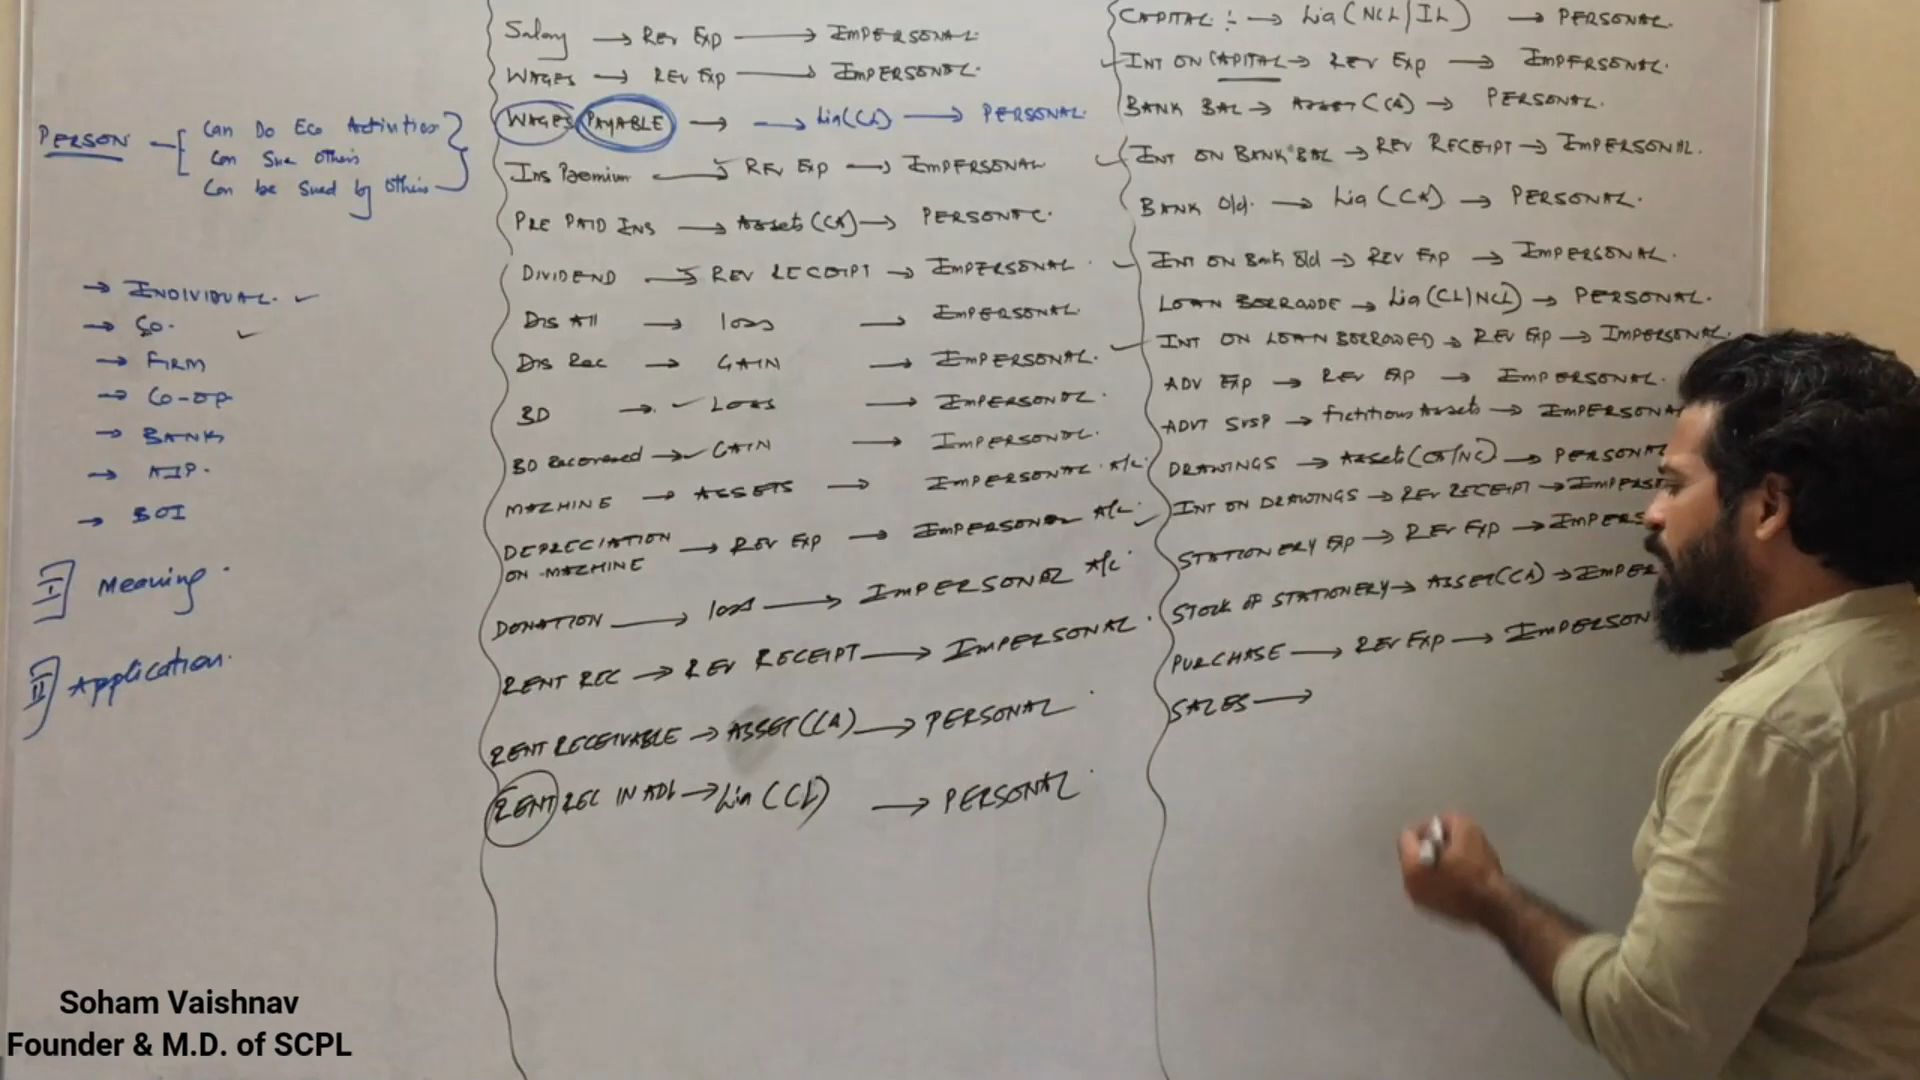 PERSON
Can Do Eco Activities
Can Sue Others
Can be Sued by Others
→ INDIVIDUAL. ✓
→ Co. ✓
→ FIRM
→ CO-OP
→ BANK
→ AJP.
→ BOI
I] Meaning.
II] Application.
Salary → Rev Exp → IMPERSONAL.
WAGES → REV EXP → IMPERSONAL.
WAGES PAYABLE → → Lia(CL) → PERSONAL.
Ins Premium → REV EXP → IMPERSONAL
PRE PAID INS → Assets (CA) → PERSONAL.
DIVIDEND → REV RECEIPT → IMPERSONAL
Dis All → loss → IMPERSONAL.
Dis Rec → GAIN → IMPERSONAL.
BD → ✓ Loss → IMPERSONAL.
BD Recovered → GAIN → IMPERSONAL.
MACHINE → ASSETS → IMPERSONAL A/c.
DEPRECIATION ON MACHINE → REV EXP → IMPERSONAL A/c
DONATION → loss → IMPERSONAL A/c
RENT REC → REV RECEIPT → IMPERSONAL.
RENT RECEIVABLE → ASSET (CA) → PERSONAL
RENT REC IN ADV → Lia (CL) → PERSONAL
CAPITAL : → Lia (NCL/IL) → PERSONAL.
INT ON CAPITAL → REV EXP → IMPERSONAL.
BANK BAL → ASSET (CA) → PERSONAL.
INT ON BANK BAL → REV RECEIPT → IMPERSONAL.
BANK O/d. → Lia (CL) → PERSONAL.
INT ON Bank O/d → REV EXP → IMPERSONAL.
LOAN BORROWDE → Lia (CL/NCL) → PERSONAL.
INT ON LOAN BORROWED → REV EXP → IMPERSONAL.
ADV EXP → REV EXP → IMPERSONAL.
ADVT SUSP → fictitious Assets → IMPERSONA
DRAWINGS → Assets (CA/NC) → PERSONAL
INT ON DRAWINGS → REV RECEIPT → IMPERS
STATIONERY EXP → REV EXP → IMPERS
STOCK OF STATIONERY → ASSET (CA) → IMPER
PURCHASE → REV EXP → IMPERSON
SALES →
Soham Vaishnav
Founder & M.D. of SCPL